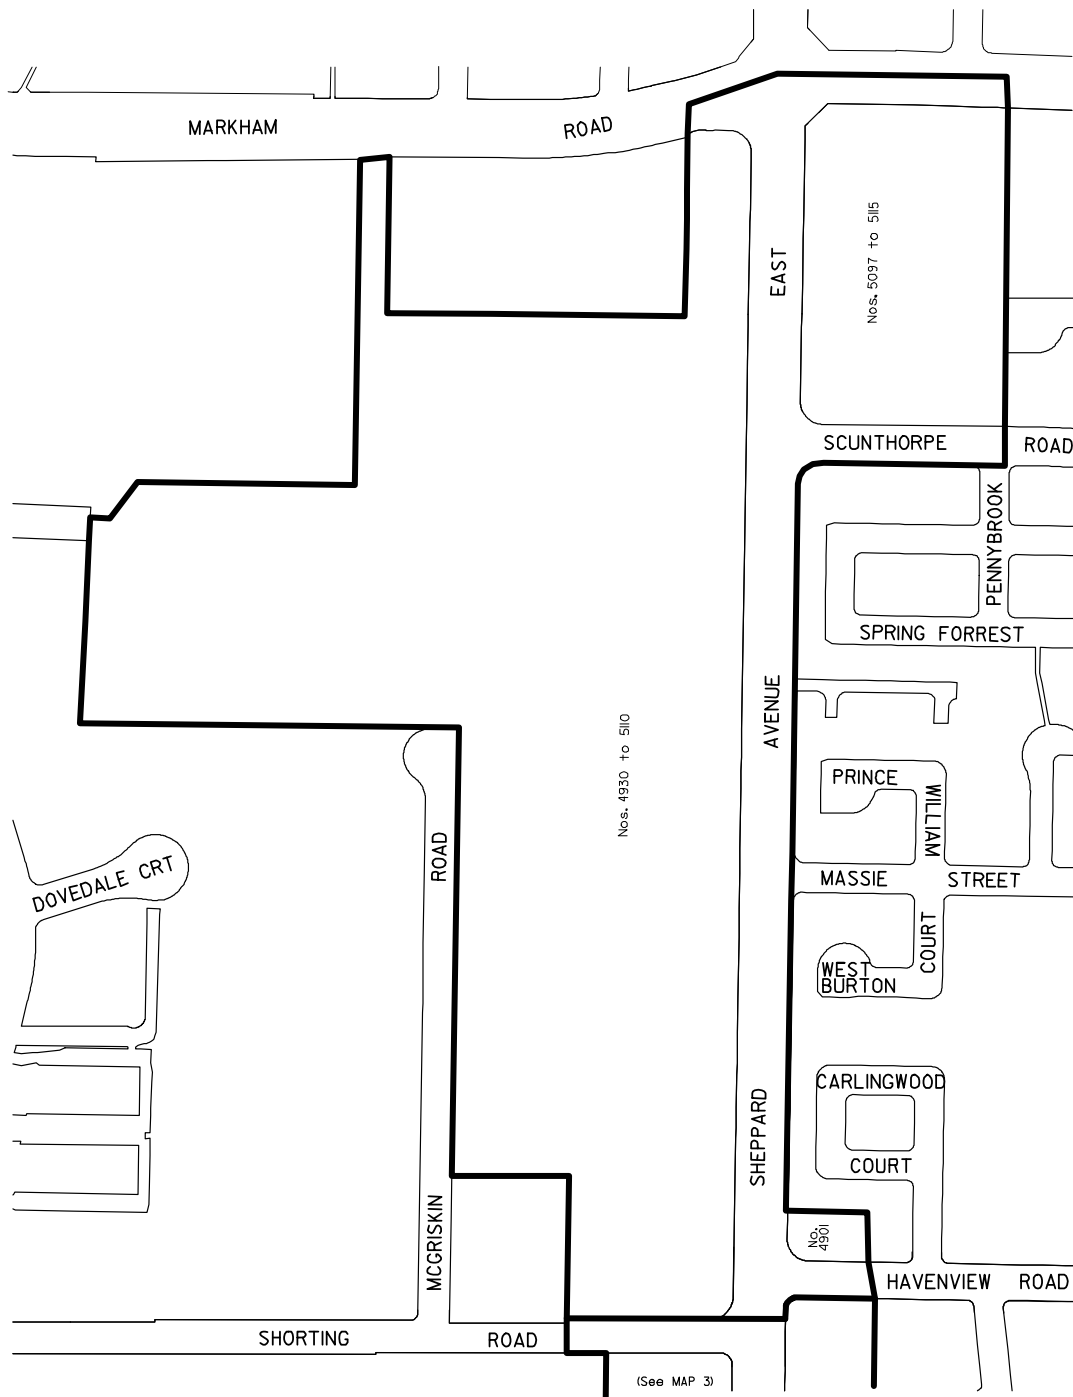 MARKHAM ROAD
EAST
Nos. 5097 to 5115
SCUNTHORPE ROAD
PENNYBROOK
SPRING FORREST
AVENUE
Nos. 4930 to 5110
PRINCE
WILLIAM
ROAD
DOVEDALE CRT
MASSIE STREET
COURT
WEST
BURTON
CARLINGWOOD
SHEPPARD
COURT
MCGRISKIN
No.
4901
HAVENVIEW ROAD
SHORTING ROAD
(See MAP 3)